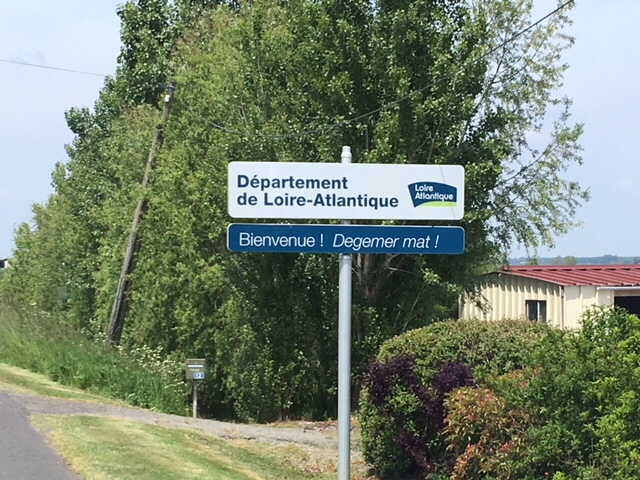 Département
de Loire-Atlantique
Loire
Atlantique
Bienvenue ! Degemer mat !